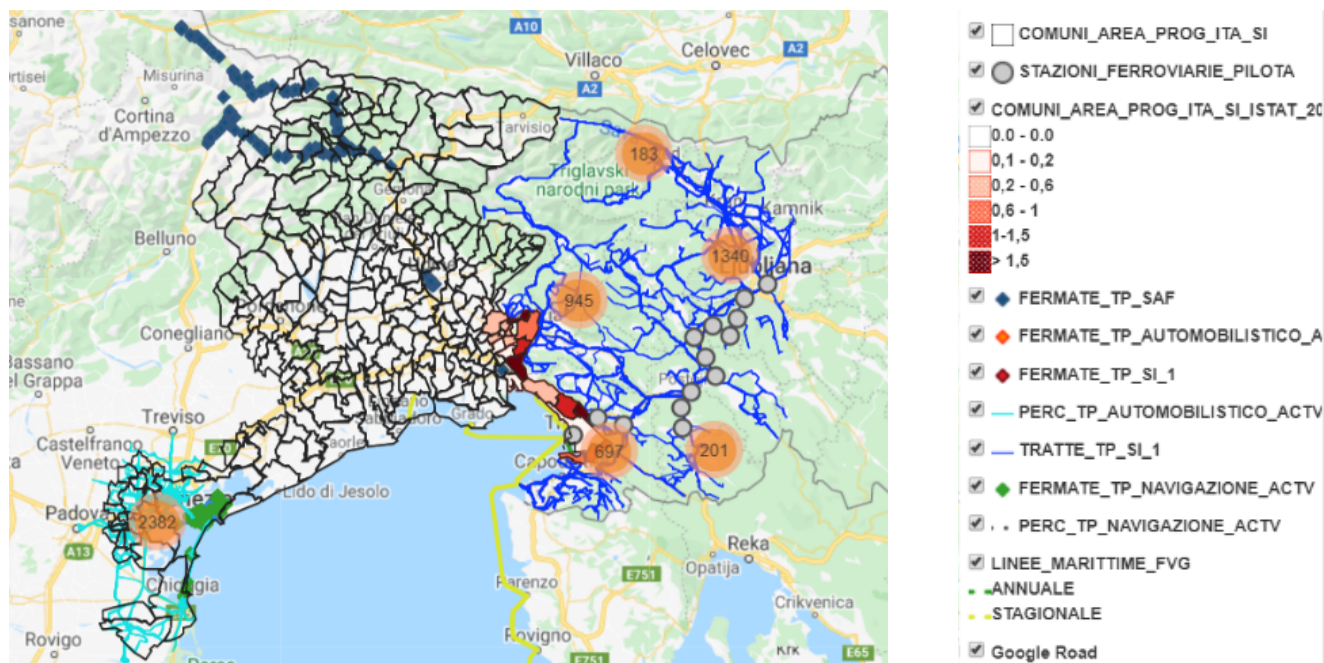 A10
Villaco
Celovec
A2
A2
Misurina
Cortina
d'Ampezzo
Tarvisio
183
Triglavski
narodni park
Kamnik
Belluno
1340
Ljubljana
945
Conegliano
Bassano
el Grappa
Treviso
Grado
Castelfranco
Veneto
697
201
Lido di Jesolo
2382
Padova
A13
Reka
E751
Opatija
Chioggia
Parenzo
Crikvenica
Rovigo
Rovigno
E751
Krk
E65
COMUNI_AREA_PROG_ITA_SI
STAZIONI_FERROVIARIE_PILOTA
COMUNI_AREA_PROG_ITA_SI_ISTAT_20
0.0 - 0.0
0,1 - 0,2
0,2 - 0,6
0,6 - 1
1-1,5
> 1,5
FERMATE_TP_SAF
FERMATE_TP_AUTOMOBILISTICO_A
FERMATE_TP_SI_1
PERC_TP_AUTOMOBILISTICO_ACTV
TRATTE_TP_SI_1
FERMATE_TP_NAVIGAZIONE_ACTV
PERC_TP_NAVIGAZIONE_ACTV
LINEE_MARITTIME_FVG
ANNUALE
STAGIONALE
Google Road